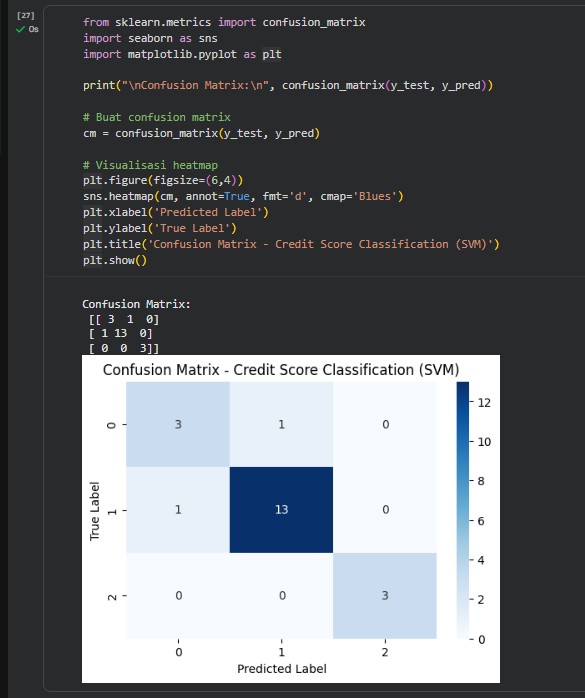 [27]
from sklearn.metrics import confusion_matrix
✓ 0s
import seaborn as sns
import matplotlib.pyplot as plt
print("\nConfusion Matrix:\n", confusion_matrix(y_test, y_pred))
# Buat confusion matrix
cm = confusion_matrix(y_test, y_pred)
# Visualisasi heatmap
plt.figure(figsize=(6,4))
sns.heatmap(cm, annot=True, fmt='d', cmap='Blues')
plt.xlabel('Predicted Label')
plt.ylabel('True Label')
plt.title('Confusion Matrix - Credit Score Classification (SVM)')
plt.show()
Confusion Matrix:
[[ 3 1 0]
[ 1 13 0]
[ 0 0 3]]
Confusion Matrix - Credit Score Classification (SVM)
True Label
0
3 1 0
1
1 13 0
2
0 0 3
0 1 2
Predicted Label
12
10
8
6
4
2
0